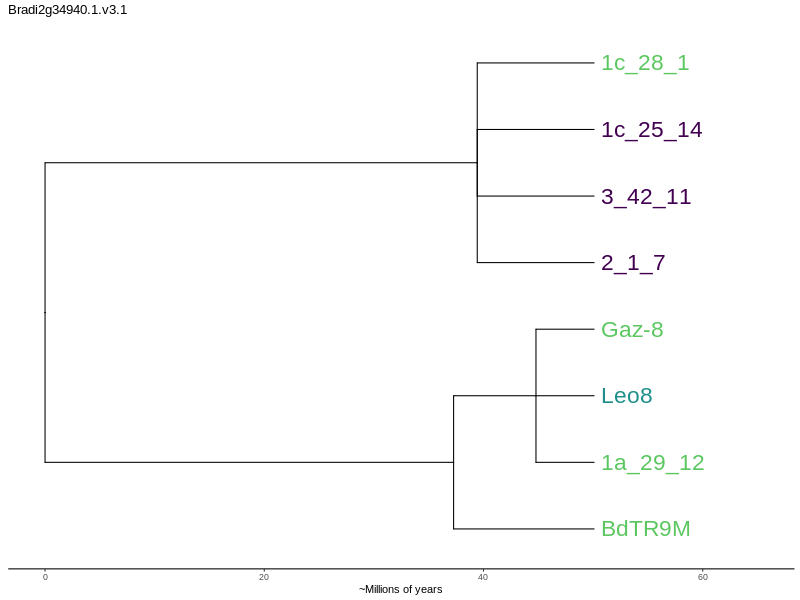 Bradi2g34940.1.v3.1
1c_28_1
1c_25_14
3_42_11
2_1_7
Gaz-8
Leo8
1a_29_12
BdTR9M
0 20 40 60
~Millions of years